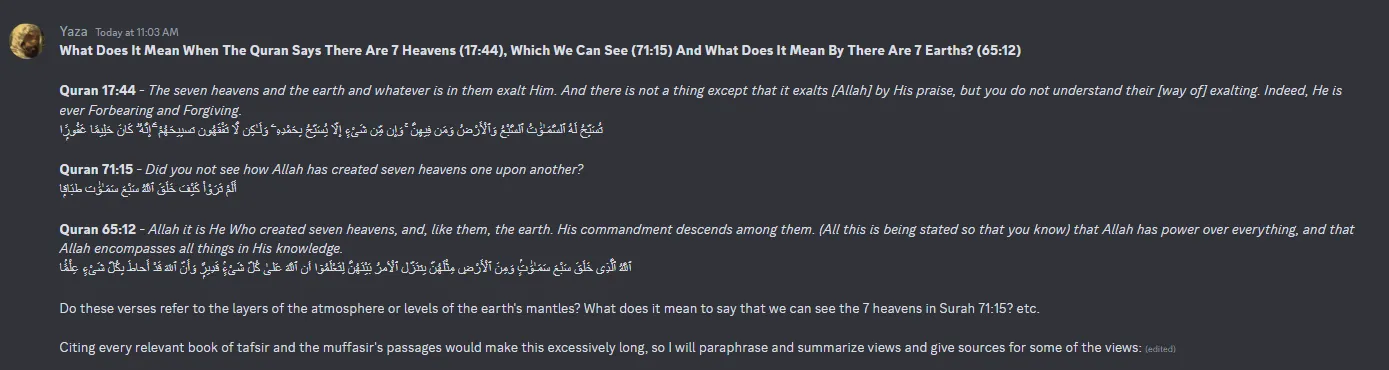 Yaza Today at 11:03 AM
What Does It Mean When The Quran Says There Are 7 Heavens (17:44), Which We Can See (71:15) And What Does It Mean By There Are 7 Earths? (65:12)
Quran 17:44 - The seven heavens and the earth and whatever is in them exalt Him. And there is not a thing except that it exalts [Allah] by His praise, but you do not understand their [way of] exalting. Indeed, He is
ever Forbearing and Forgiving.
تُسَبِّحُ لَهُ ٱلسَّمَـٰوَٰتُ ٱلسَّبْعُ وَٱلْأَرْضُ وَمَن فِيهِنَّ ۚ وَإِن مِّن شَىْءٍ إِلَّا يُسَبِّحُ بِحَمْدِهِۦ وَلَـٰكِن لَّا تَفْقَهُونَ تَسْبِيحَهُمْ ۗ إِنَّهُۥ كَانَ حَلِيمًا غَفُورًۭا
Quran 71:15 - Did you not see how Allah has created seven heavens one upon another?
أَلَمْ تَرَوْا۟ كَيْفَ خَلَقَ ٱللَّهُ سَبْعَ سَمَـٰوَٰتٍۢ طِبَاقًۭا
Quran 65:12 - Allah it is He Who created seven heavens, and, like them, the earth. His commandment descends among them. (All this is being stated so that you know) that Allah has power over everything, and that
Allah encompasses all things in His knowledge.
ٱللَّهُ ٱلَّذِى خَلَقَ سَبْعَ سَمَـٰوَٰتٍۢ وَمِنَ ٱلْأَرْضِ مِثْلَهُنَّ يَتَنَزَّلُ ٱلْأَمْرُ بَيْنَهُنَّ لِتَعْلَمُوٓا۟ أَنَّ ٱللَّهَ عَلَىٰ كُلِّ شَىْءٍۢ قَدِيرٌۭ وَأَنَّ ٱللَّهَ قَدْ أَحَاطَ بِكُلِّ شَىْءٍ عِلْمًۢا
Do these verses refer to the layers of the atmosphere or levels of the earth's mantles? What does it mean to say that we can see the 7 heavens in Surah 71:15? etc.
Citing every relevant book of tafsir and the muffasir's passages would make this excessively long, so I will paraphrase and summarize views and give sources for some of the views: (edited)